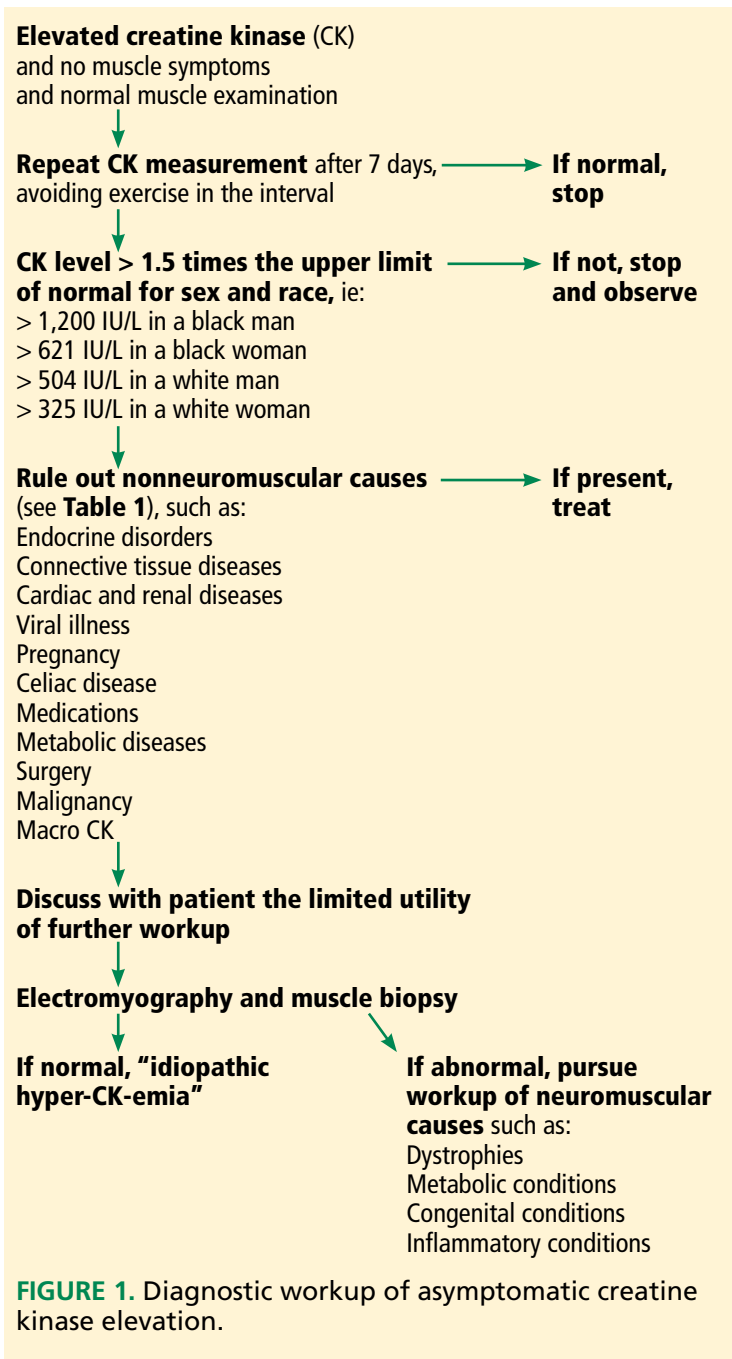 Elevated creatine kinase (CK)
and no muscle symptoms
and normal muscle examination
Repeat CK measurement after 7 days,
avoiding exercise in the interval
If normal,
stop
CK level > 1.5 times the upper limit
of normal for sex and race, ie:
> 1,200 IU/L in a black man
> 621 IU/L in a black woman
> 504 IU/L in a white man
> 325 IU/L in a white woman
If not, stop
and observe
Rule out nonneuromuscular causes
(see Table 1), such as:
Endocrine disorders
Connective tissue diseases
Cardiac and renal diseases
Viral illness
Pregnancy
Celiac disease
Medications
Metabolic diseases
Surgery
Malignancy
Macro CK
If present,
treat
Discuss with patient the limited utility
of further workup
Electromyography and muscle biopsy
If normal, “idiopathic
hyper-CK-emia”
If abnormal, pursue
workup of neuromuscular
causes such as:
Dystrophies
Metabolic conditions
Congenital conditions
Inflammatory conditions
FIGURE 1. Diagnostic workup of asymptomatic creatine
kinase elevation.